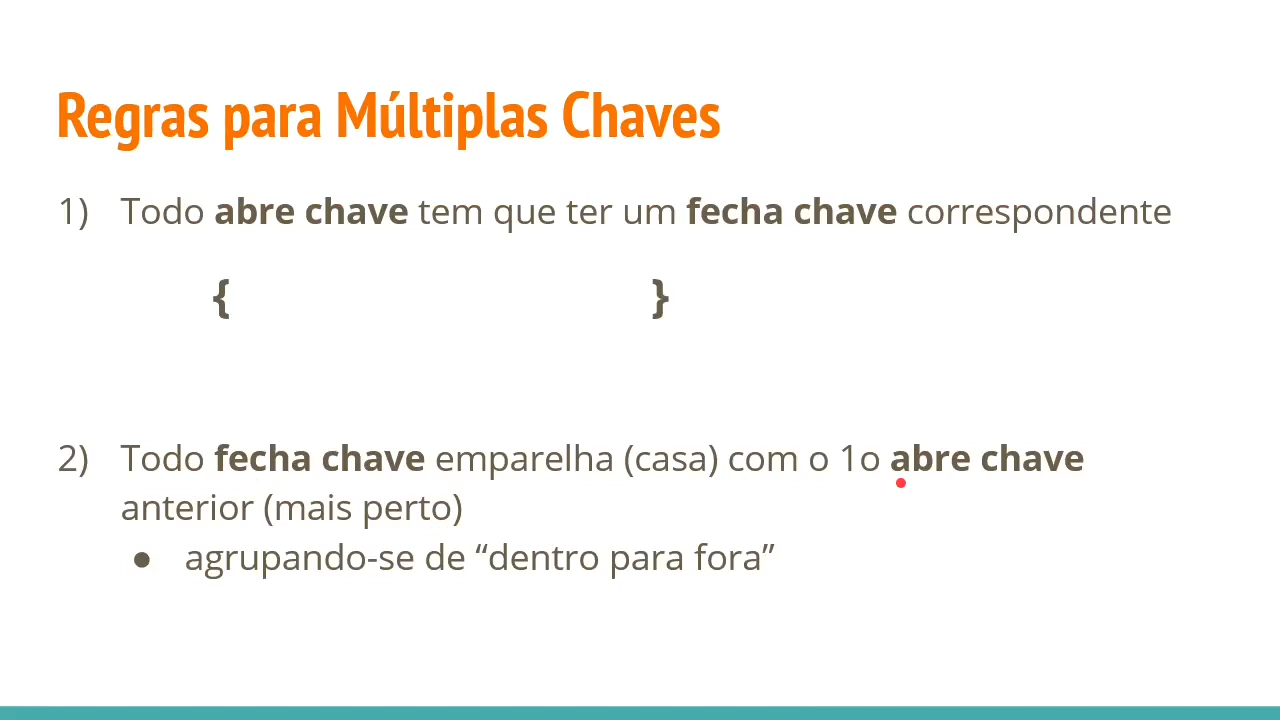 Regras para Múltiplas Chaves
1) Todo abre chave tem que ter um fecha chave correspondente
{ }
2) Todo fecha chave emparelha (casa) com o 1o abre chave
anterior (mais perto)
● agrupando-se de “dentro para fora”